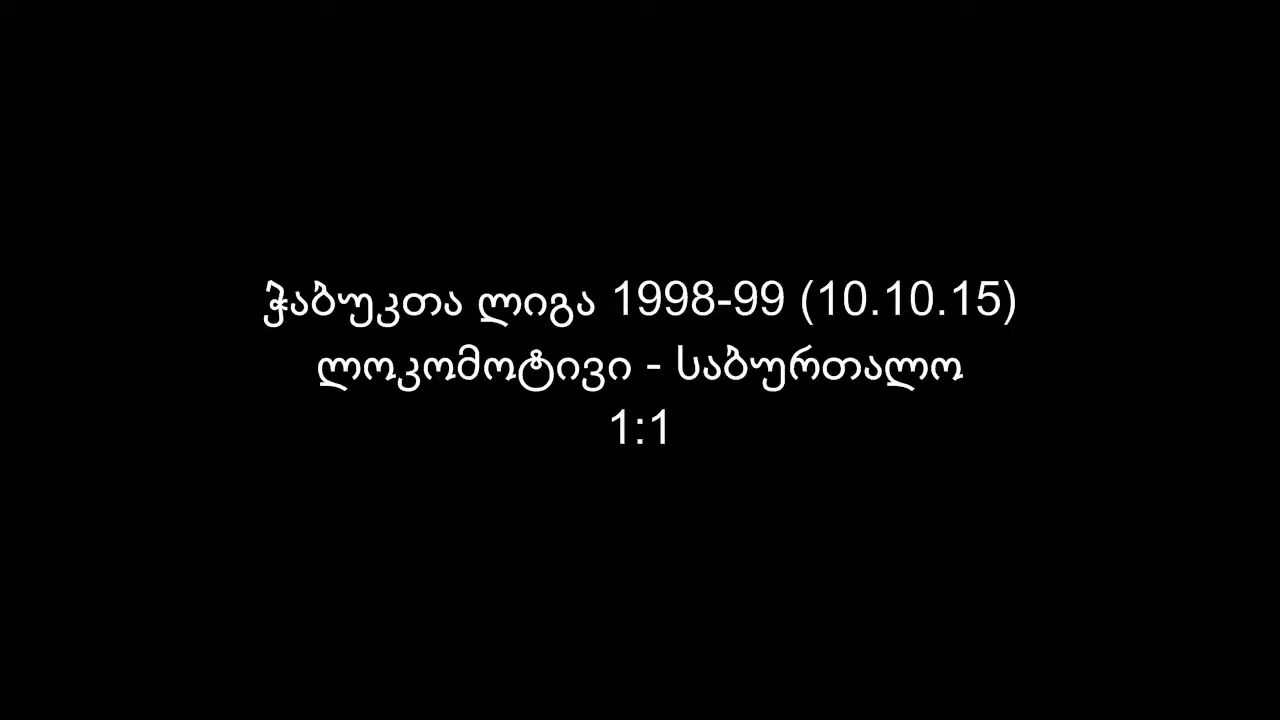 ჭაბუკთა ლიგა 1998-99 (10.10.15)
ლოკომოტივი - საბურთალო
1:1